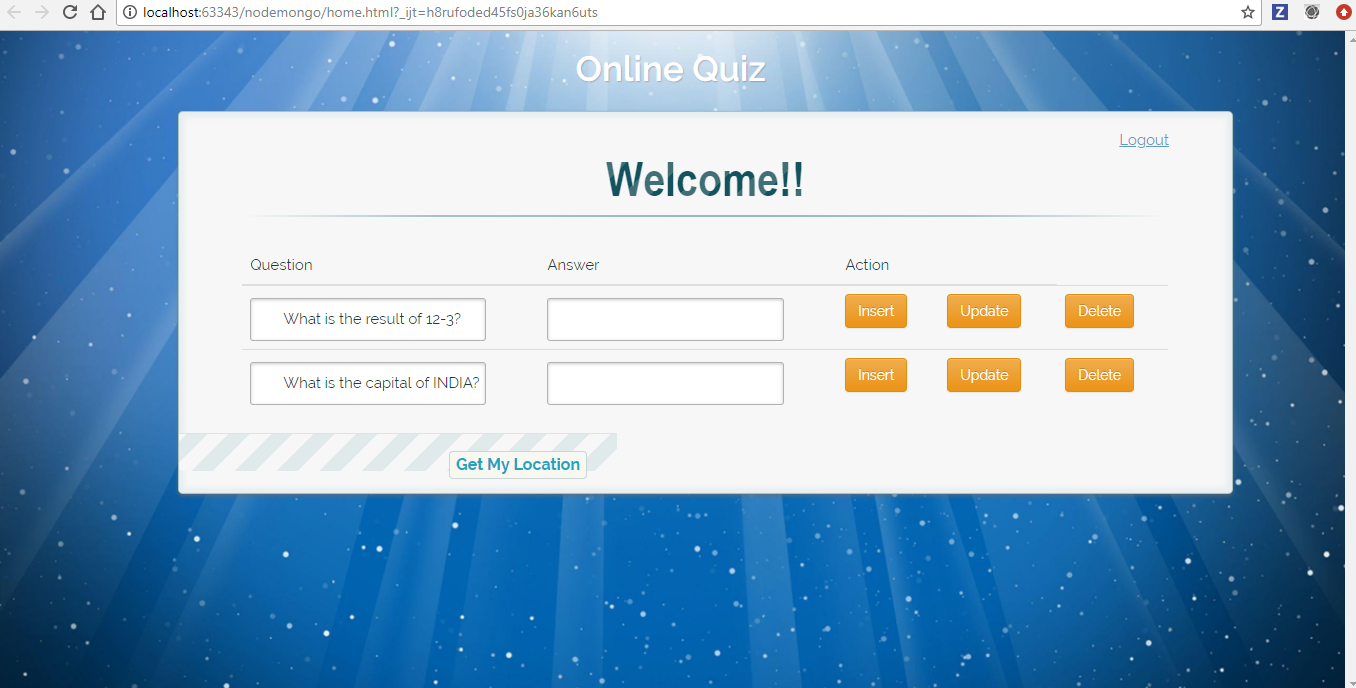 localhost:63343/nodemongo/home.html?_ijt=h8rufoded45fs0ja36kan6uts
Z
Online Quiz
Logout
Welcome!!
Question Answer Action
What is the result of 12-3? Insert Update Delete
What is the capital of INDIA? Insert Update Delete
Get My Location